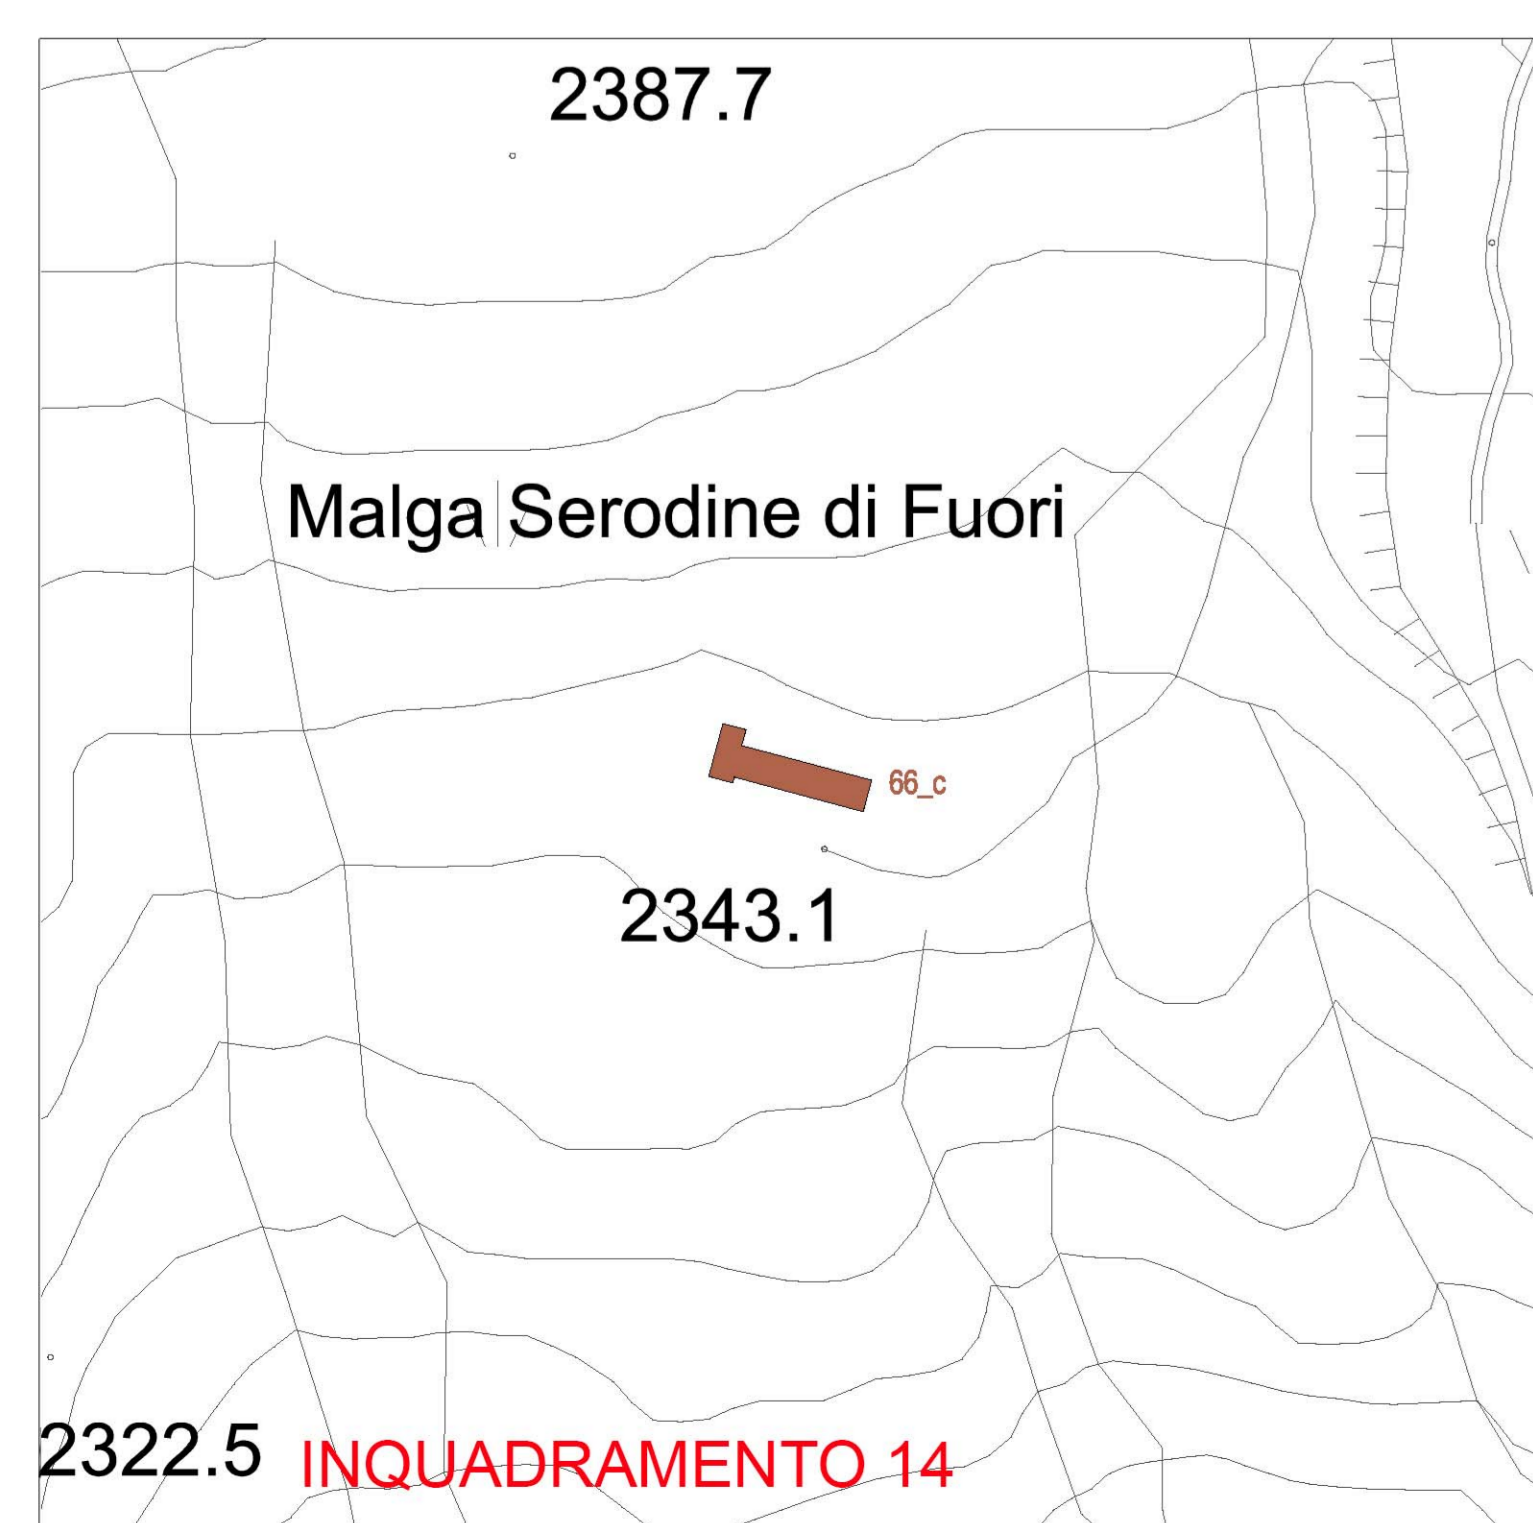 2387.7
Malga Serodine di Fuori
66_c
2343.1
2322.5
INQUADRAMENTO 14